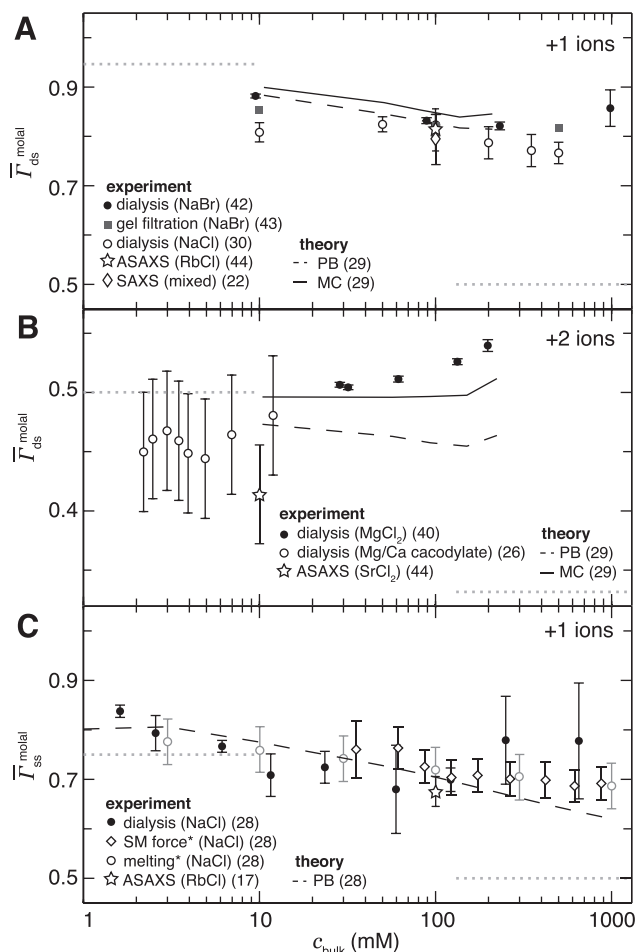 A
+1 ions
0.9
0.7
0.5
Γ̅ds molal
experiment
dialysis (NaBr) (42)
gel filtration (NaBr) (43)
dialysis (NaCl) (30)
ASAXS (RbCl) (44)
SAXS (mixed) (22)
theory
PB (29)
MC (29)
B
+2 ions
0.5
0.4
Γ̅ds molal
experiment
dialysis (MgCl₂) (40)
dialysis (Mg/Ca cacodylate) (26)
ASAXS (SrCl₂) (44)
theory
PB (29)
MC (29)
C
+1 ions
0.9
0.7
0.5
Γ̅ss molal
experiment
dialysis (NaCl) (28)
SM force* (NaCl) (28)
melting* (NaCl) (28)
ASAXS (RbCl) (17)
theory
PB (28)
1 10 100 1000
c bulk (mM)